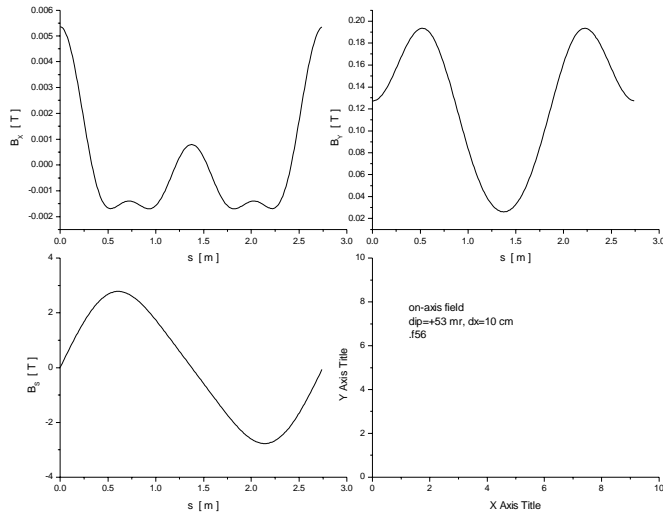 0.006
0.005
0.004
0.003
0.002
0.001
0.000
-0.001
-0.002
B_X [ T ]
0.0 0.5 1.0 1.5 2.0 2.5 3.0
s [ m ]
0.20
0.18
0.16
0.14
0.12
0.10
0.08
0.06
0.04
0.02
B_Y [ T ]
0.0 0.5 1.0 1.5 2.0 2.5 3.0
s [ m ]
4
2
0
-2
-4
B_S [ T ]
0.0 0.5 1.0 1.5 2.0 2.5 3.0
s [ m ]
10
8
6
4
2
0
Y Axis Title
on-axis field
dip=+53 mr, dx=10 cm
.f56
0 2 4 6 8 10
X Axis Title